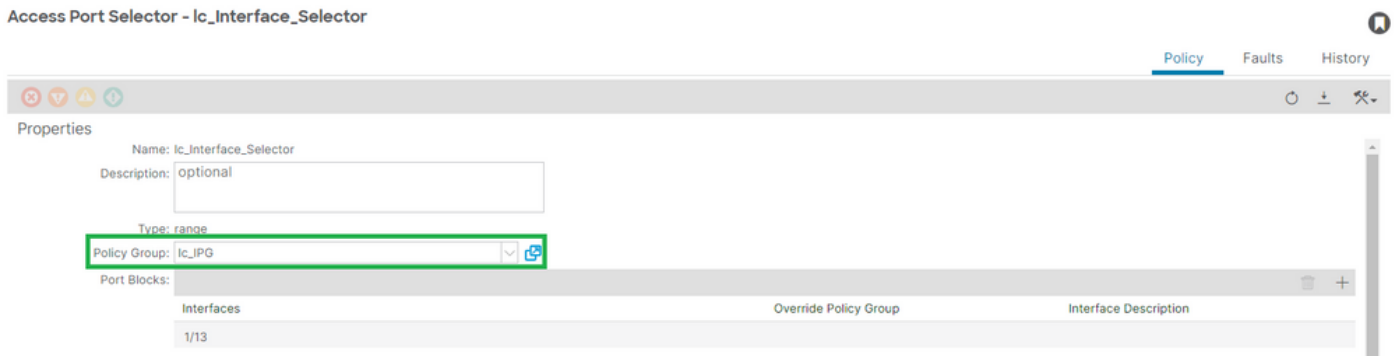 Access Port Selector - lc_Interface_Selector
Policy Faults History
Properties
Name: lc_Interface_Selector
Description: optional
Type: range
Policy Group: lc_IPG
Port Blocks:
Interfaces Override Policy Group Interface Description
1/13